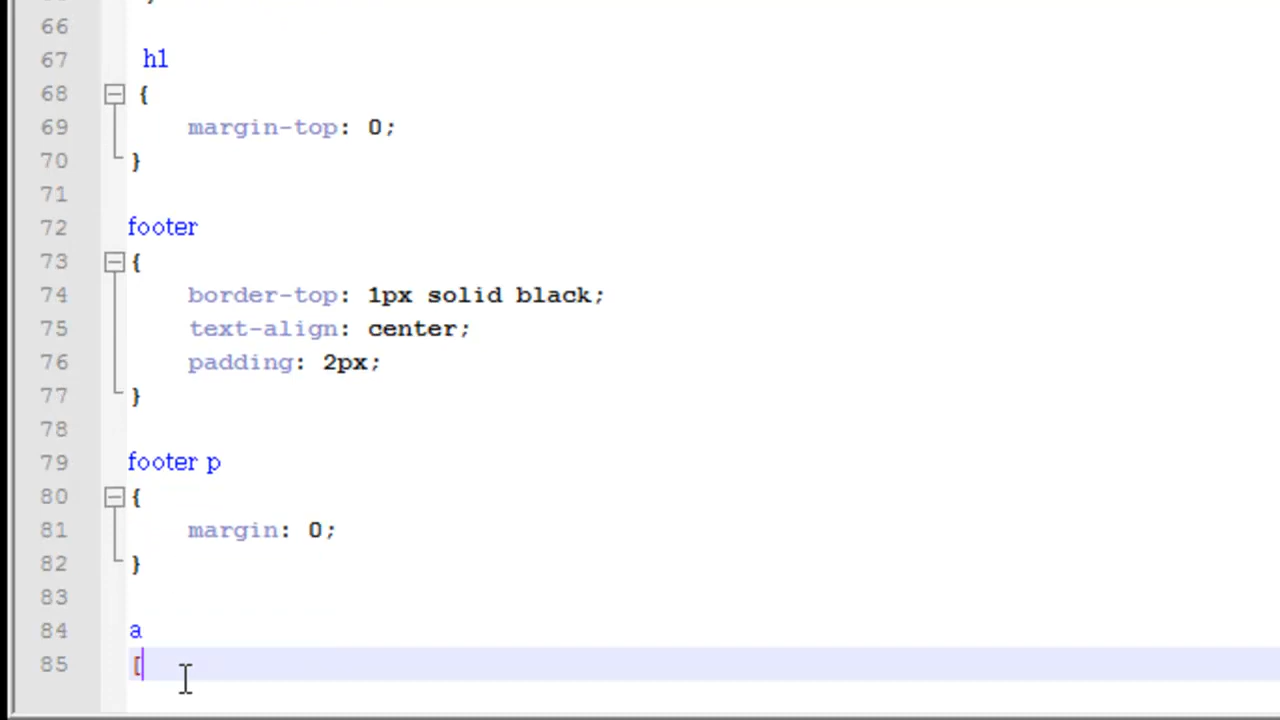 66
67 h1
68 {
69 margin-top: 0;
70 }
71
72 footer
73 {
74 border-top: 1px solid black;
75 text-align: center;
76 padding: 2px;
77 }
78
79 footer p
80 {
81 margin: 0;
82 }
83
84 a
85 [